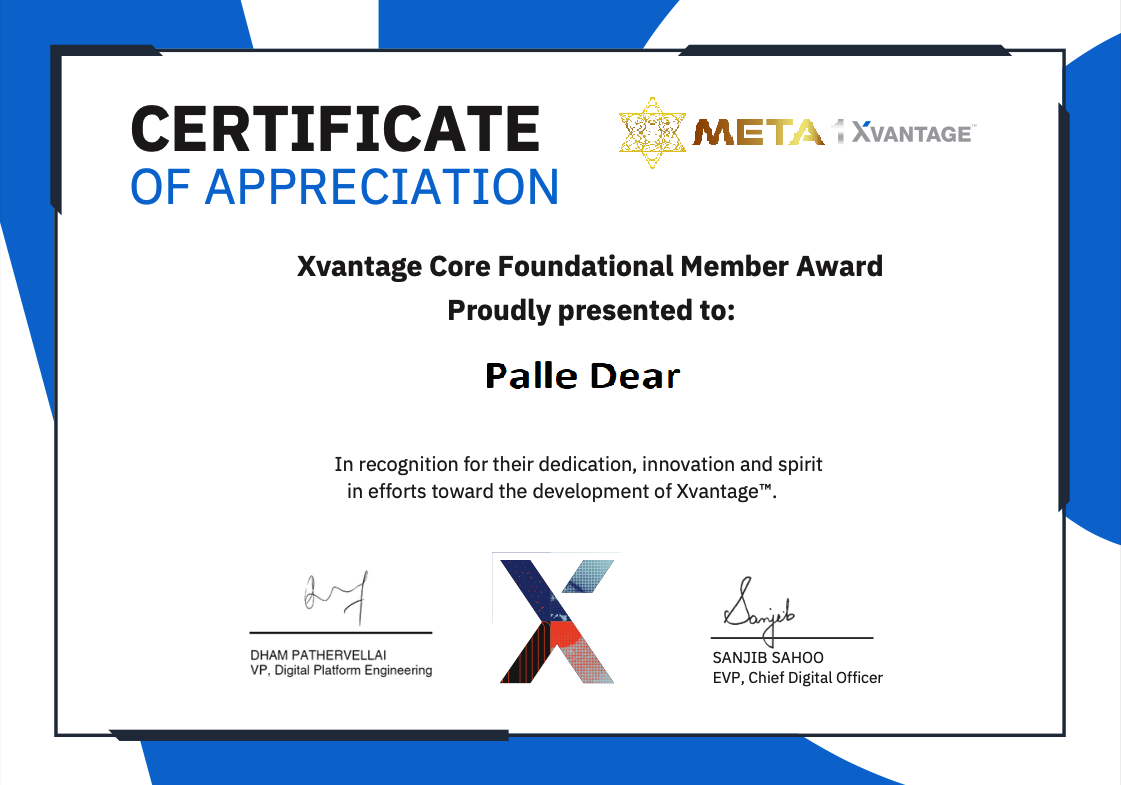 CERTIFICATE
OF APPRECIATION
META 1 XVANTAGE™
Xvantage Core Foundational Member Award
Proudly presented to:
Palle Dear
In recognition for their dedication, innovation and spirit
in efforts toward the development of Xvantage™.
Sanjib
DHAM PATHERVELLAI
VP, Digital Platform Engineering
SANJIB SAHOO
EVP, Chief Digital Officer